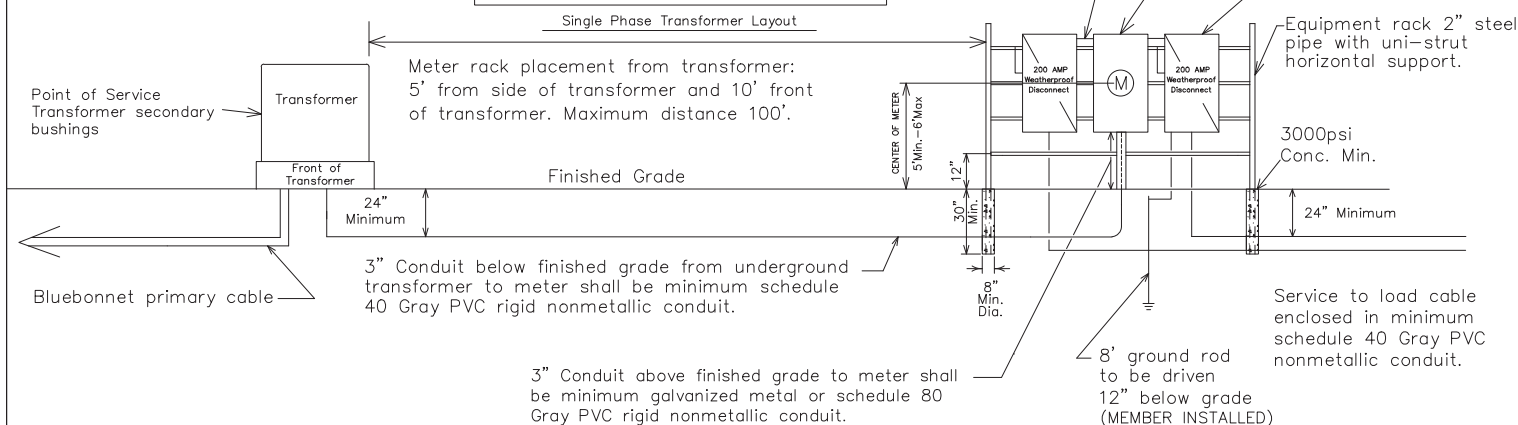 Single Phase Transformer Layout
Meter rack placement from transformer:
5' from side of transformer and 10' front
of transformer. Maximum distance 100'.
Point of Service
Transformer secondary
bushings
Transformer
Front of
Transformer
Finished Grade
24"
Minimum
Bluebonnet primary cable
3" Conduit below finished grade from underground
transformer to meter shall be minimum schedule
40 Gray PVC rigid nonmetallic conduit.
3" Conduit above finished grade to meter shall
be minimum galvanized metal or schedule 80
Gray PVC rigid nonmetallic conduit.
CENTER OF METER
5'Min.-6'Max
12"
30"
Min.
8"
Min.
Dia.
200 AMP
Weatherproof
Disconnect
M
200 AMP
Weatherproof
Disconnect
Equipment rack 2" steel
pipe with uni-strut
horizontal support.
3000psi
Conc. Min.
24" Minimum
8' ground rod
to be driven
12" below grade
(MEMBER INSTALLED)
Service to load cable
enclosed in minimum
schedule 40 Gray PVC
nonmetallic conduit.